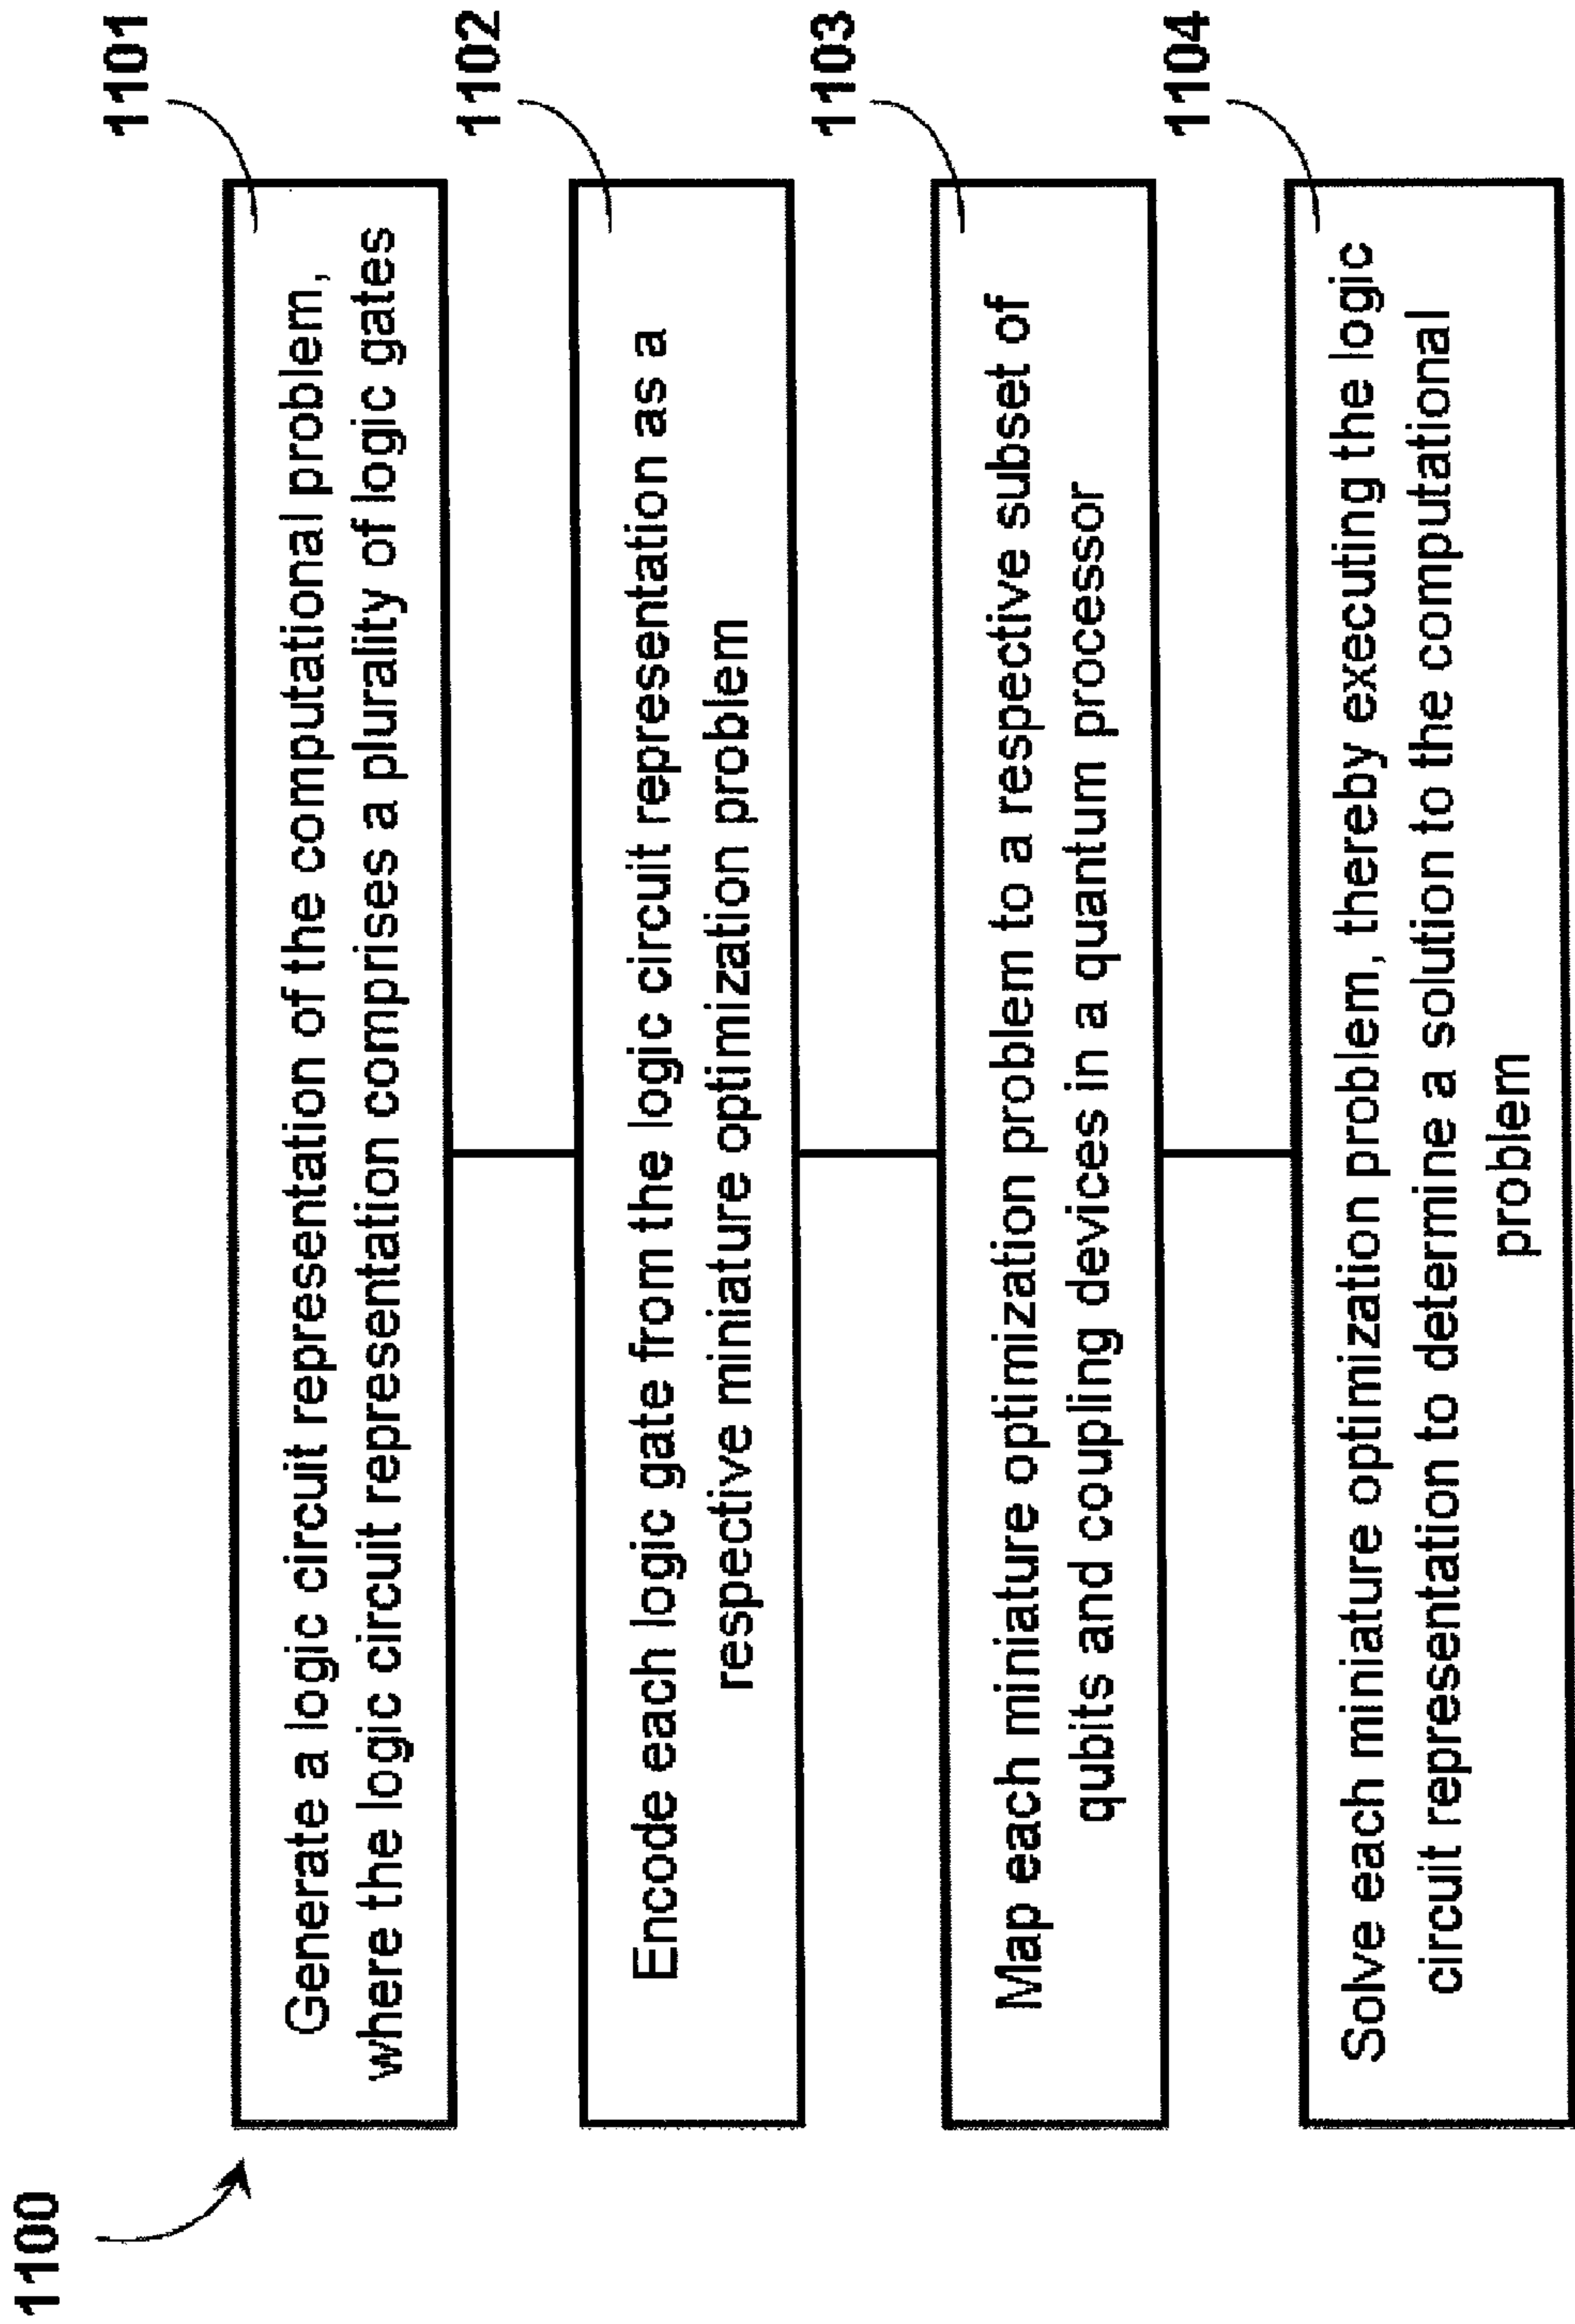 1100
1101
Generate a logic circuit representation of the computational problem,
where the logic circuit representation comprises a plurality of logic gates
1102
Encode each logic gate from the logic circuit representation as a
respective miniature optimization problem
1103
Map each miniature optimization problem to a respective subset of
qubits and coupling devices in a quantum processor
1104
Solve each miniature optimization problem, thereby executing the logic
circuit representation to determine a solution to the computational
problem